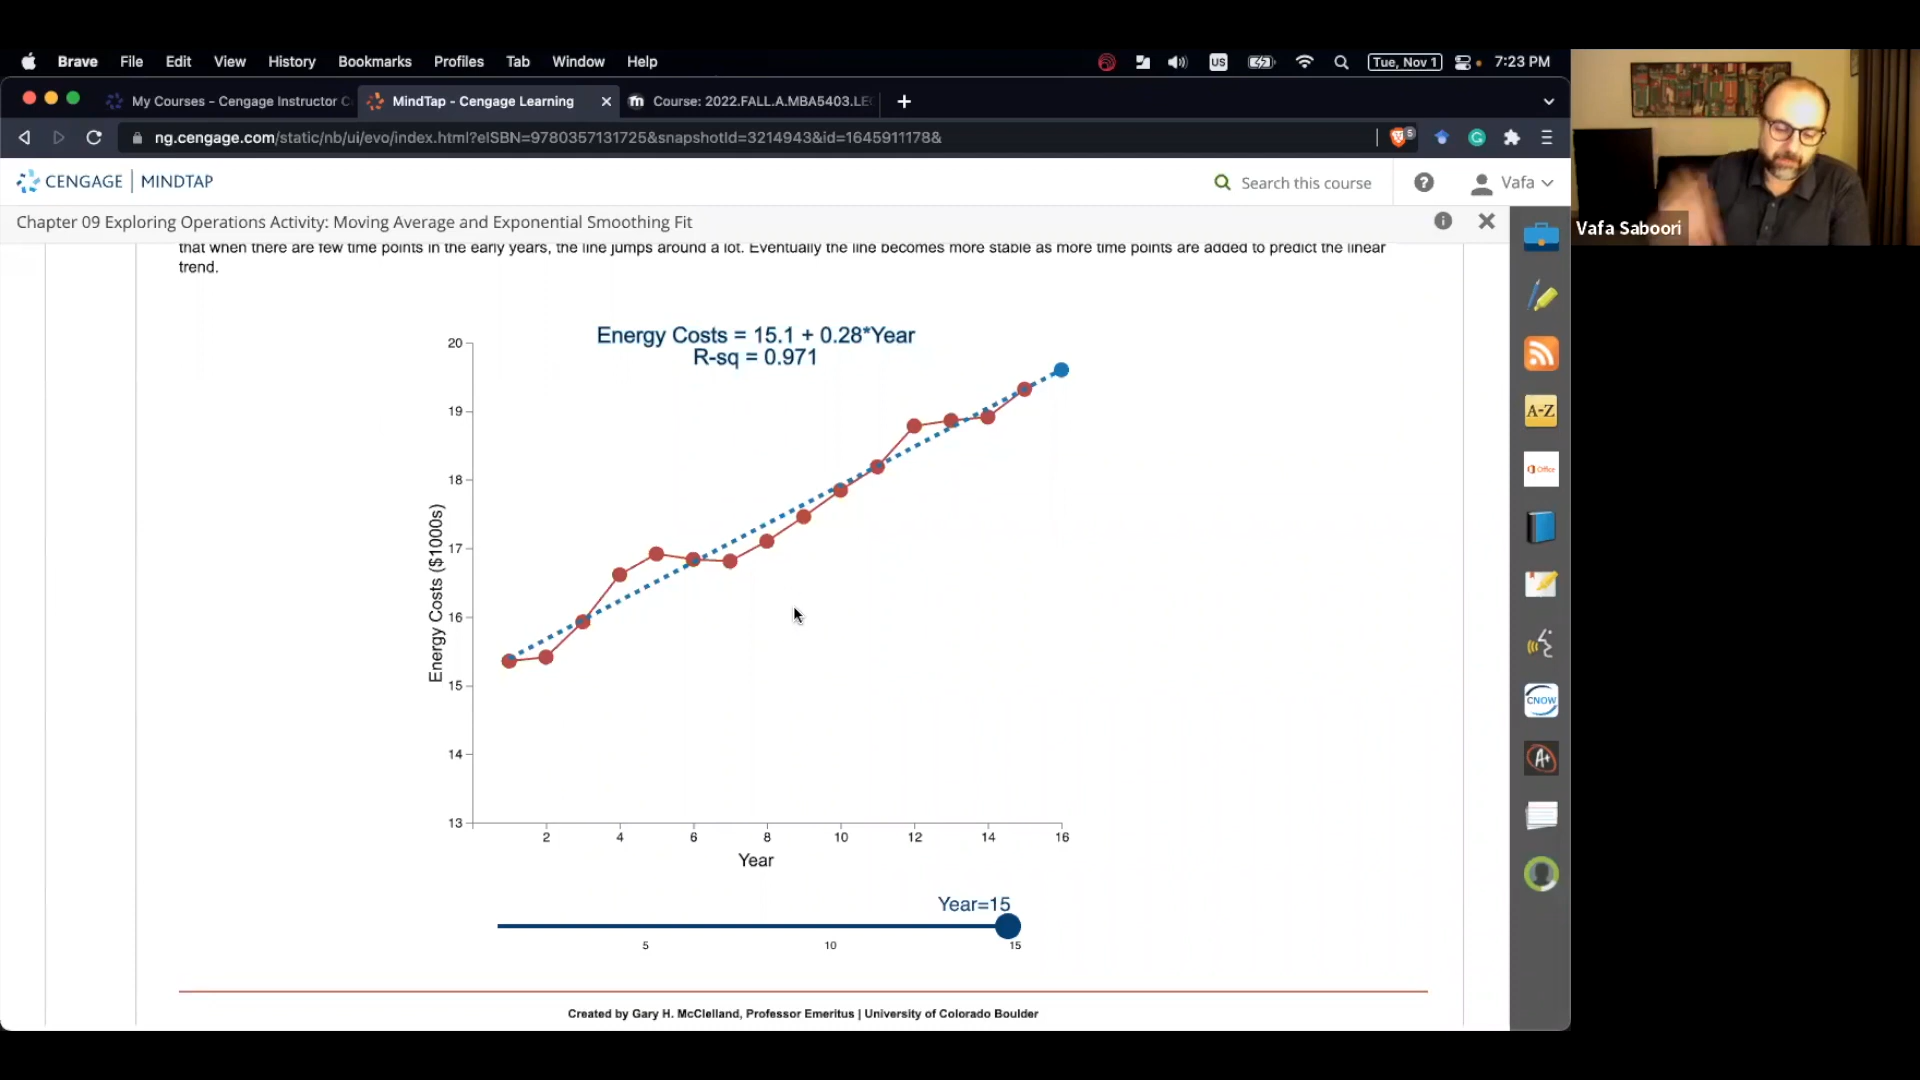 Brave File Edit View History Bookmarks Profiles Tab Window Help US Tue, Nov 1 7:23 PM
My Courses - Cengage Instructor C MindTap - Cengage Learning Course: 2022.FALL.A.MBA5403.LEC
ng.cengage.com/static/nb/ui/evo/index.html?eISBN=9780357131725&snapshotId=3214943&id=1645911178& 5
CENGAGE | MINDTAP Search this course Vafa
Vafa Saboori
Chapter 09 Exploring Operations Activity: Moving Average and Exponential Smoothing Fit
that when there are few time points in the early years, the line jumps around a lot. Eventually the line becomes more stable as more time points are added to predict the linear
trend.
Energy Costs = 15.1 + 0.28*Year
R-sq = 0.971
20
19
18
17
16
15
14
13
Energy Costs ($1000s)
2 4 6 8 10 12 14 16
Year
Year=15
5 10 15
Created by Gary H. McClelland, Professor Emeritus | University of Colorado Boulder
A-Z
Office
CNOW
A+